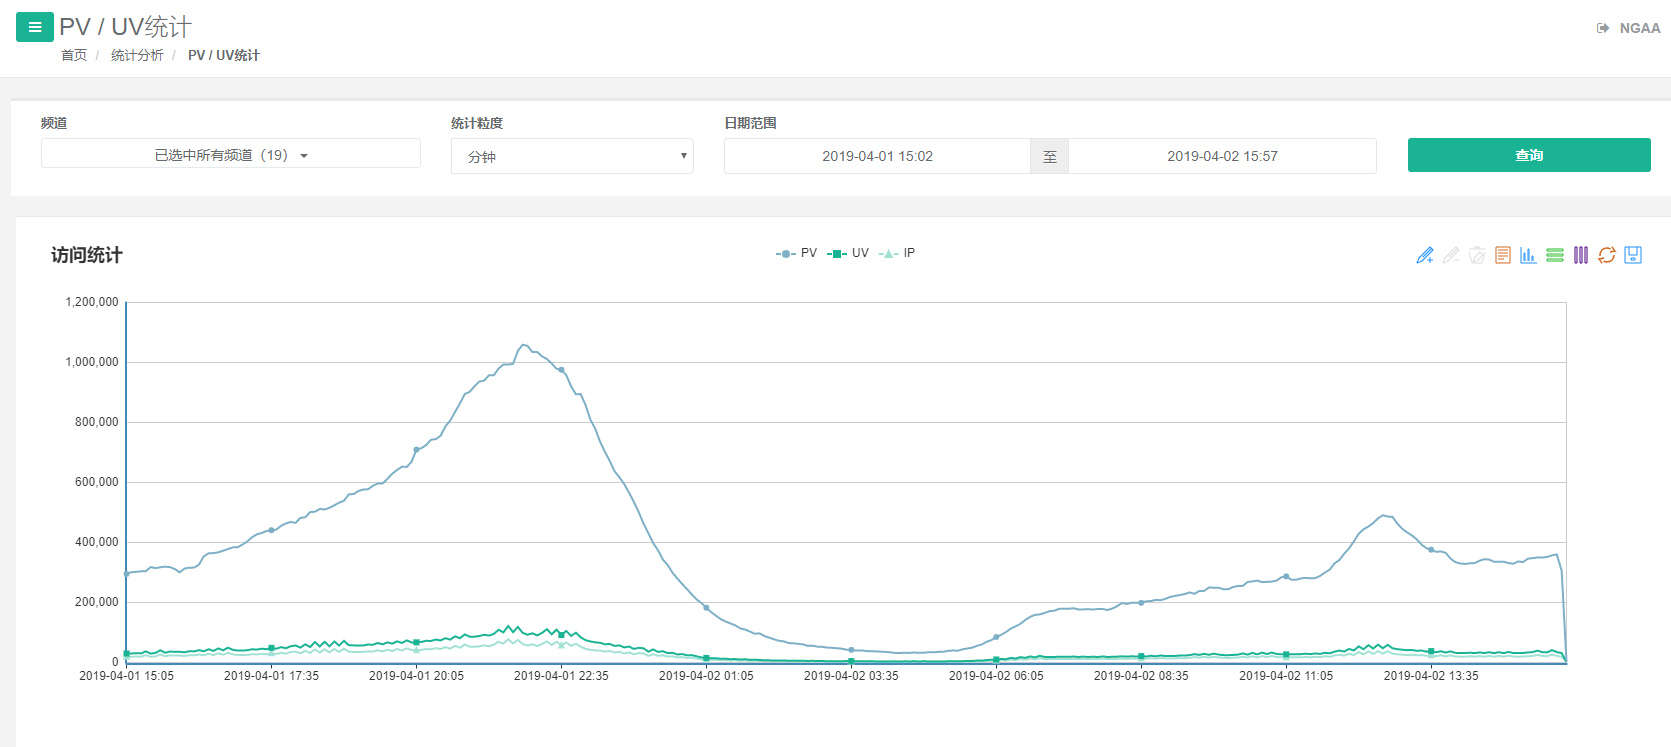 PV / UV统计
NGAA
首页 / 统计分析 / PV / UV统计
频道
统计粒度
日期范围
已选中所有频道（19）
分钟
2019-04-01 15:02
至
2019-04-02 15:57
查询
访问统计
PV
UV
IP
1,200,000
1,000,000
800,000
600,000
400,000
200,000
0
2019-04-01 15:05
2019-04-01 17:35
2019-04-01 20:05
2019-04-01 22:35
2019-04-02 01:05
2019-04-02 03:35
2019-04-02 06:05
2019-04-02 08:35
2019-04-02 11:05
2019-04-02 13:35